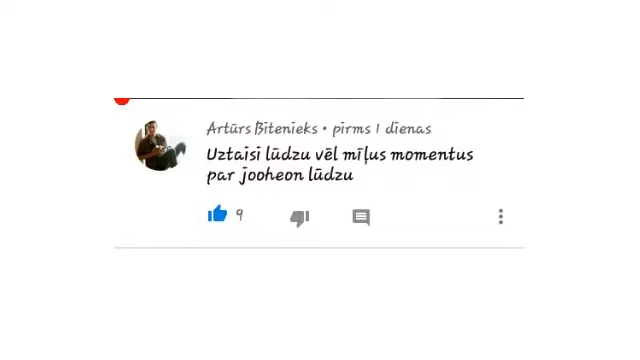 Artūrs Bitenieks • pirms 1 dienas
Uztaisi lūdzu vēl mīļus momentus
par jooheon lūdzu
9